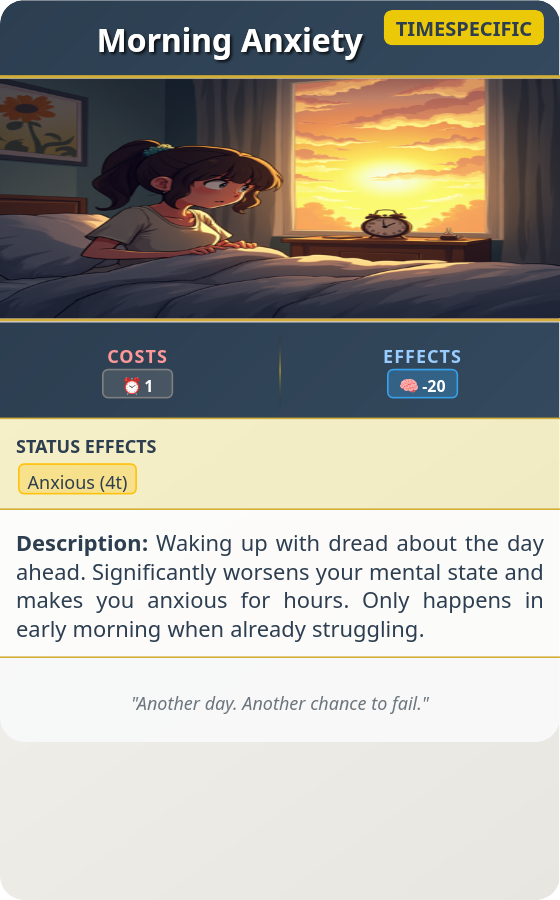 Morning Anxiety
TIMESPECIFIC
COSTS
⏰ 1
EFFECTS
🧠 -20
STATUS EFFECTS
Anxious (4t)
Description: Waking up with dread about the day
ahead. Significantly worsens your mental state and
makes you anxious for hours. Only happens in
early morning when already struggling.
"Another day. Another chance to fail."